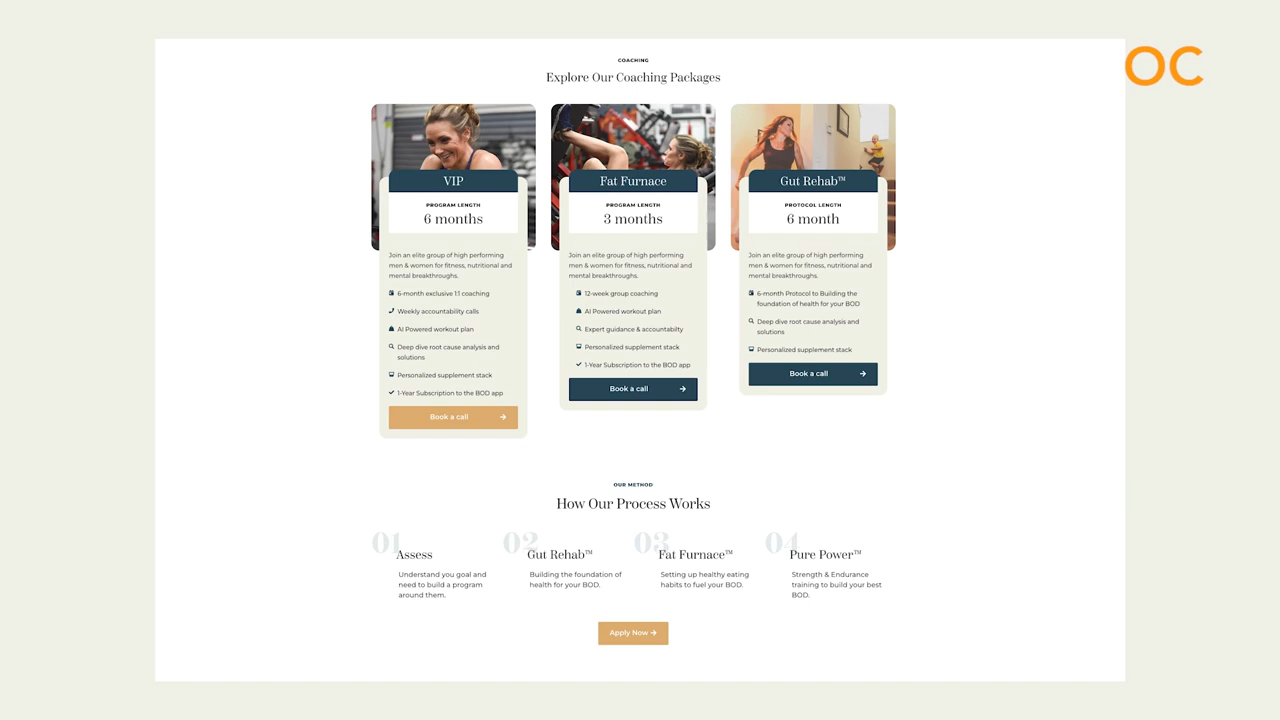 OC
COACHING
Explore Our Coaching Packages
VIP
PROGRAM LENGTH
6 months
Join an elite group of high performing
men & women for fitness, nutritional and
mental breakthroughs.
6-month exclusive 1:1 coaching
Weekly accountability calls
AI Powered workout plan
Deep dive root cause analysis and
solutions
Personalized supplement stack
1-Year Subscription to the BOD app
Book a call
Fat Furnace
PROGRAM LENGTH
3 months
Join an elite group of high performing
men & women for fitness, nutritional and
mental breakthroughs.
12-week group coaching
AI Powered workout plan
Expert guidance & accountabilty
Personalized supplement stack
1-Year Subscription to the BOD app
Book a call
Gut Rehab™
PROTOCOL LENGTH
6 month
Join an elite group of high performing
men & women for fitness, nutritional and
mental breakthroughs.
6-month Protocol to Building the
foundation of health for your BOD
Deep dive root cause analysis and
solutions
Personalized supplement stack
Book a call
OUR METHOD
How Our Process Works
01
Assess
Understand you goal and
need to build a program
around them.
02
Gut Rehab™
Building the foundation of
health for your BOD.
03
Fat Furnace™
Setting up healthy eating
habits to fuel your BOD.
04
Pure Power™
Strength & Endurance
training to build your best
BOD.
Apply Now